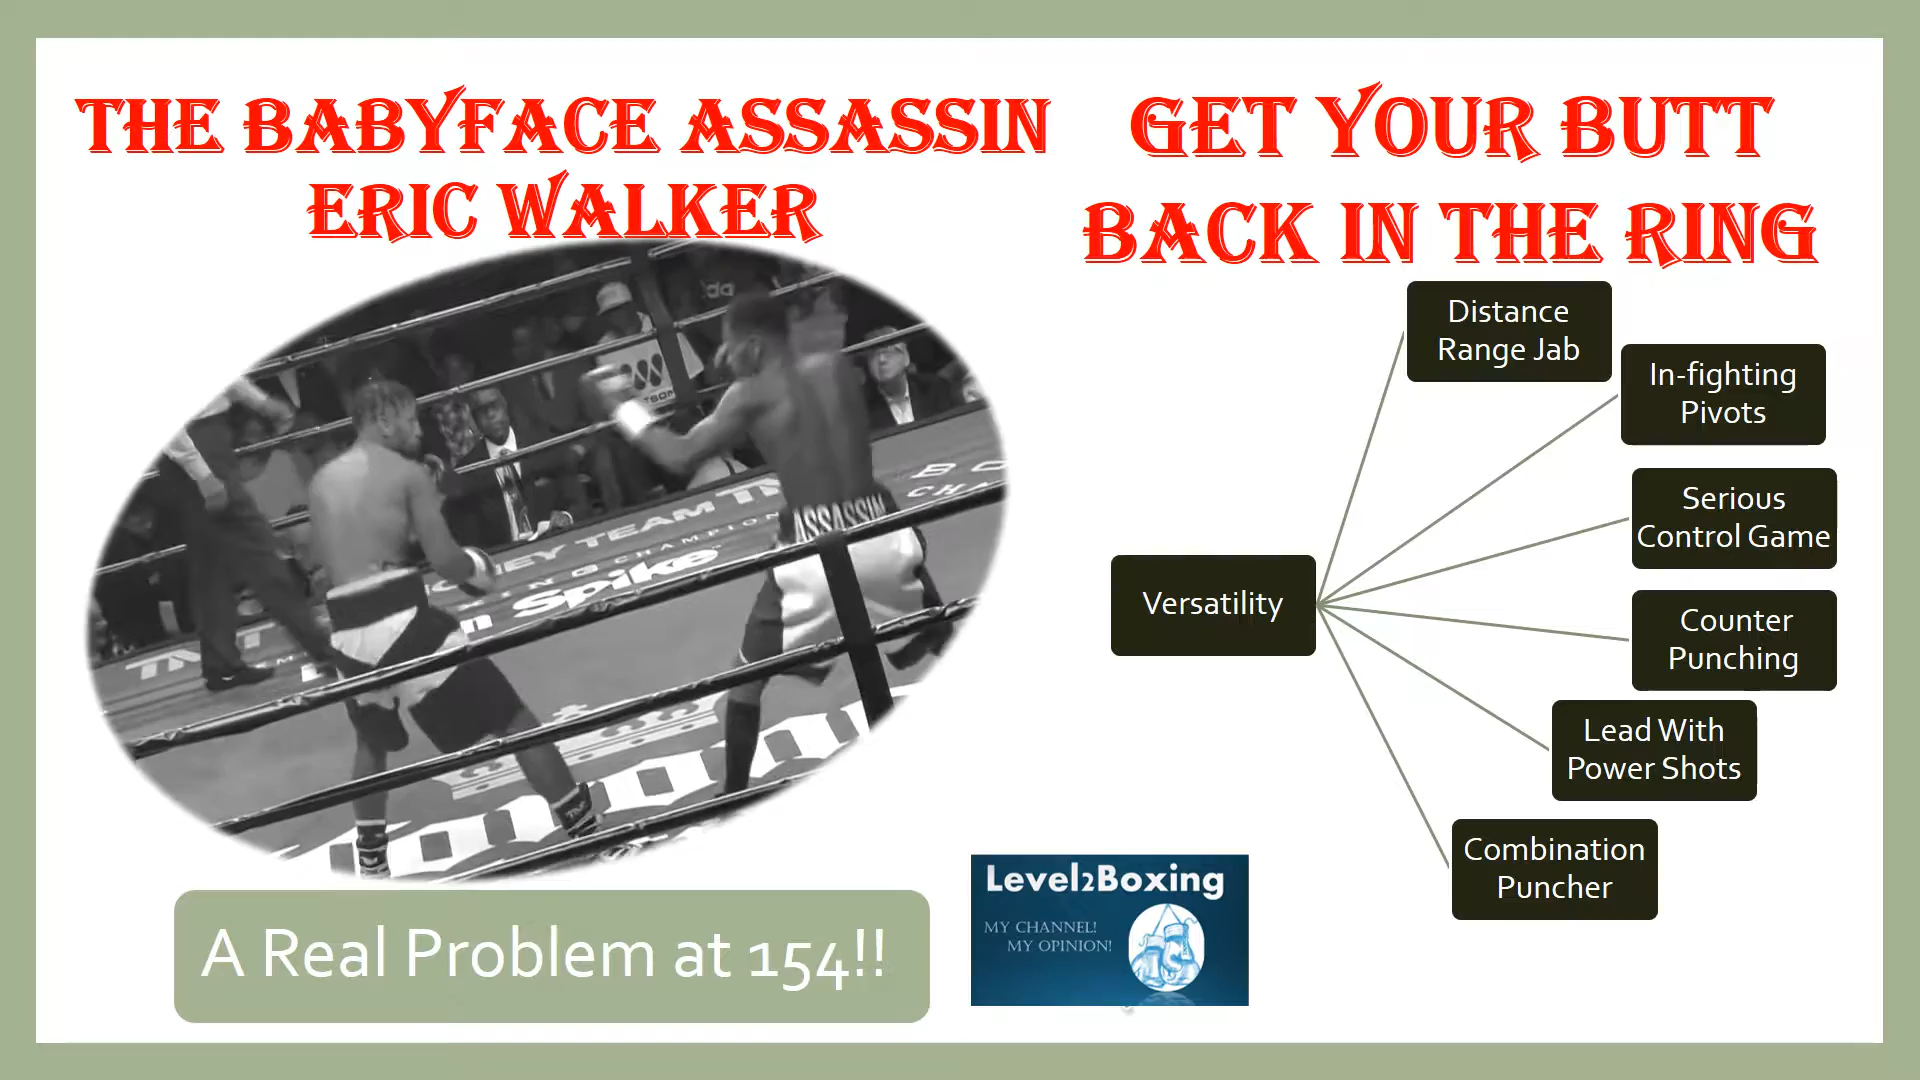 THE BABYFACE ASSASSIN
ERIC WALKER
GET YOUR BUTT
BACK IN THE RING
Distance
Range Jab
In-fighting
Pivots
Serious
Control Game
Versatility
Counter
Punching
Lead With
Power Shots
Combination
Puncher
ASSASSIN
EY TEAM
Spike
A Real Problem at 154!!
Level2Boxing
MY CHANNEL!
MY OPINION!